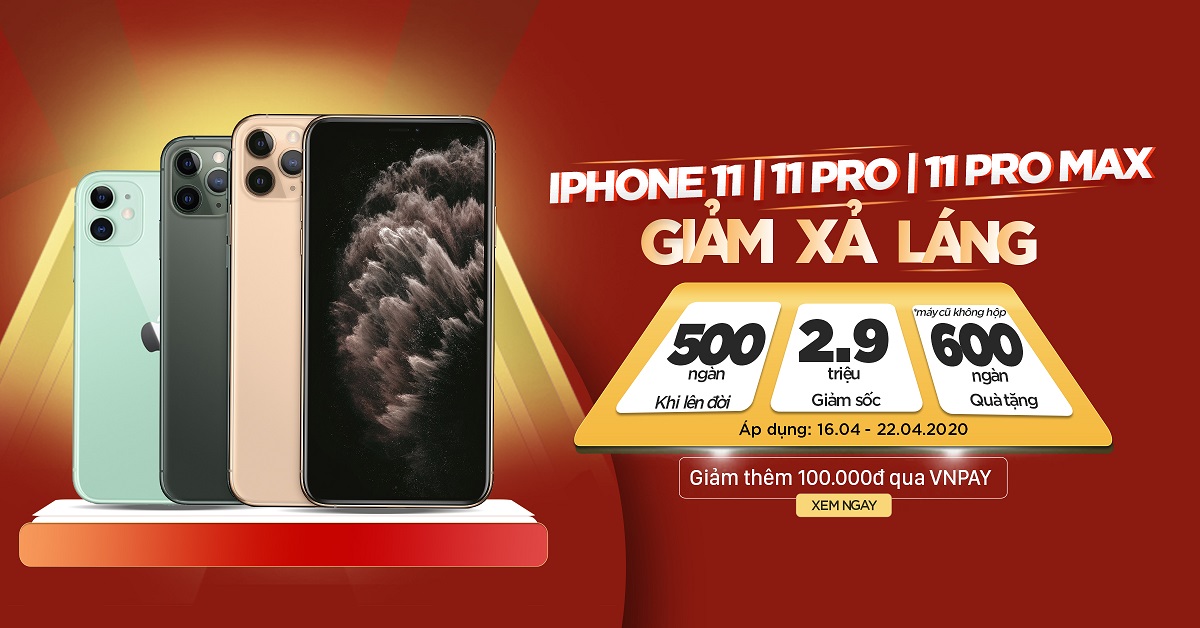 IPHONE 11 | 11 PRO | 11 PRO MAX
GIẢM XẢ LÁNG
500
ngàn
Khi lên đời
2.9
triệu
Giảm sốc
*máy cũ không hộp
600
ngàn
Quà tặng
Áp dụng: 16.04 - 22.04.2020
Giảm thêm 100.000đ qua VNPAY
XEM NGAY